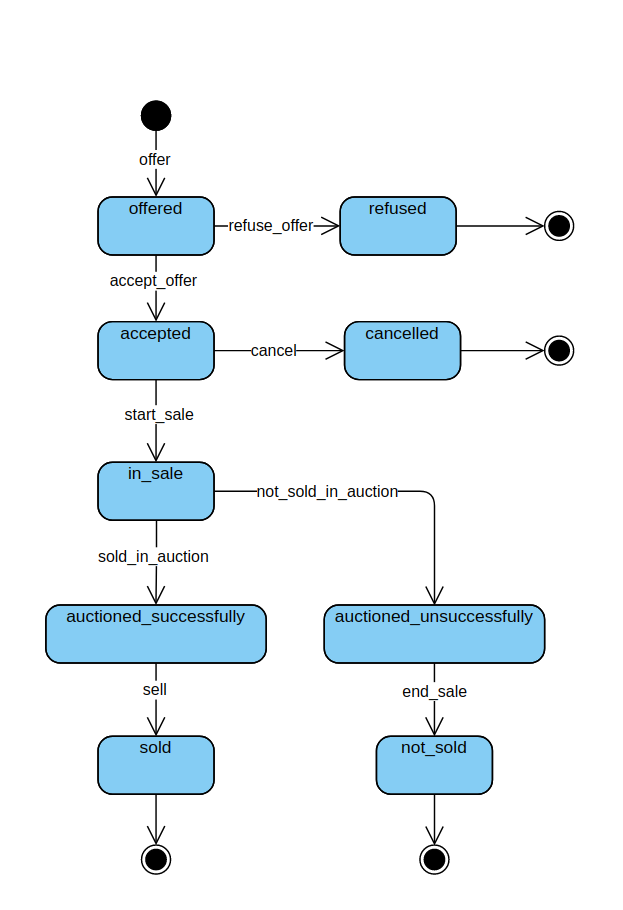 offer
offered
refuse_offer
refused
accept_offer
accepted
cancel
cancelled
start_sale
in_sale
not_sold_in_auction
sold_in_auction
auctioned_successfully
auctioned_unsuccessfully
sell
end_sale
sold
not_sold